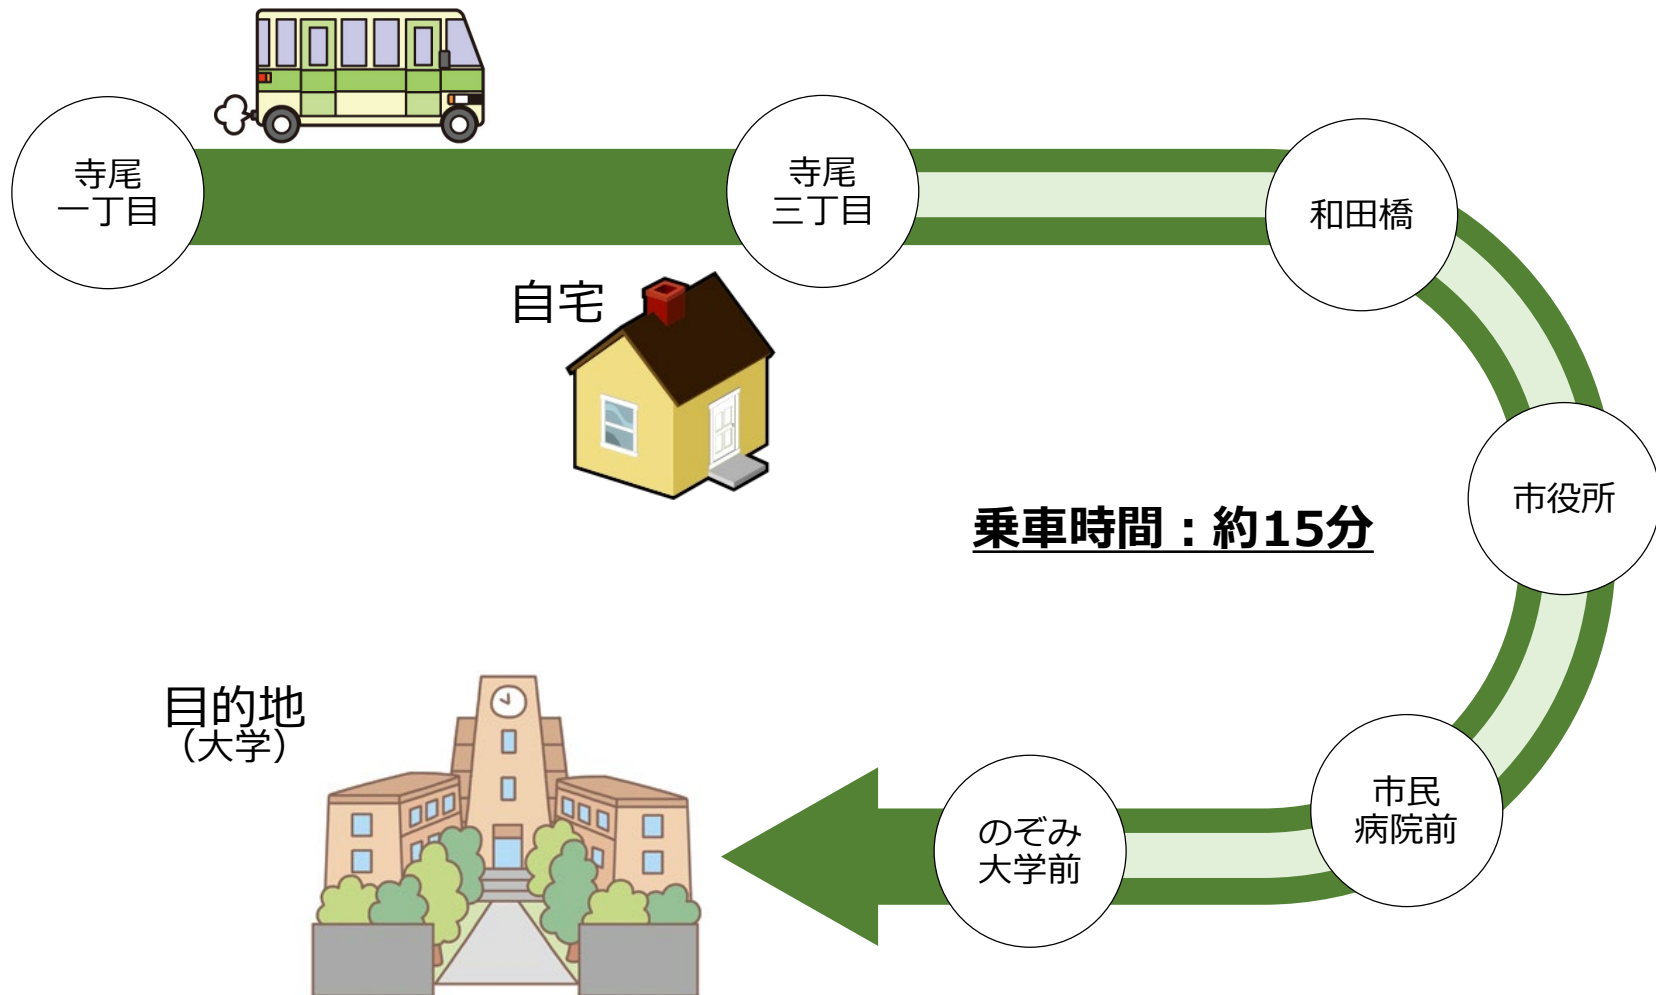 寺尾
一丁目
寺尾
三丁目
和田橋
自宅
市役所
乗車時間：約15分
目的地
（大学）
市民
病院前
のぞみ
大学前